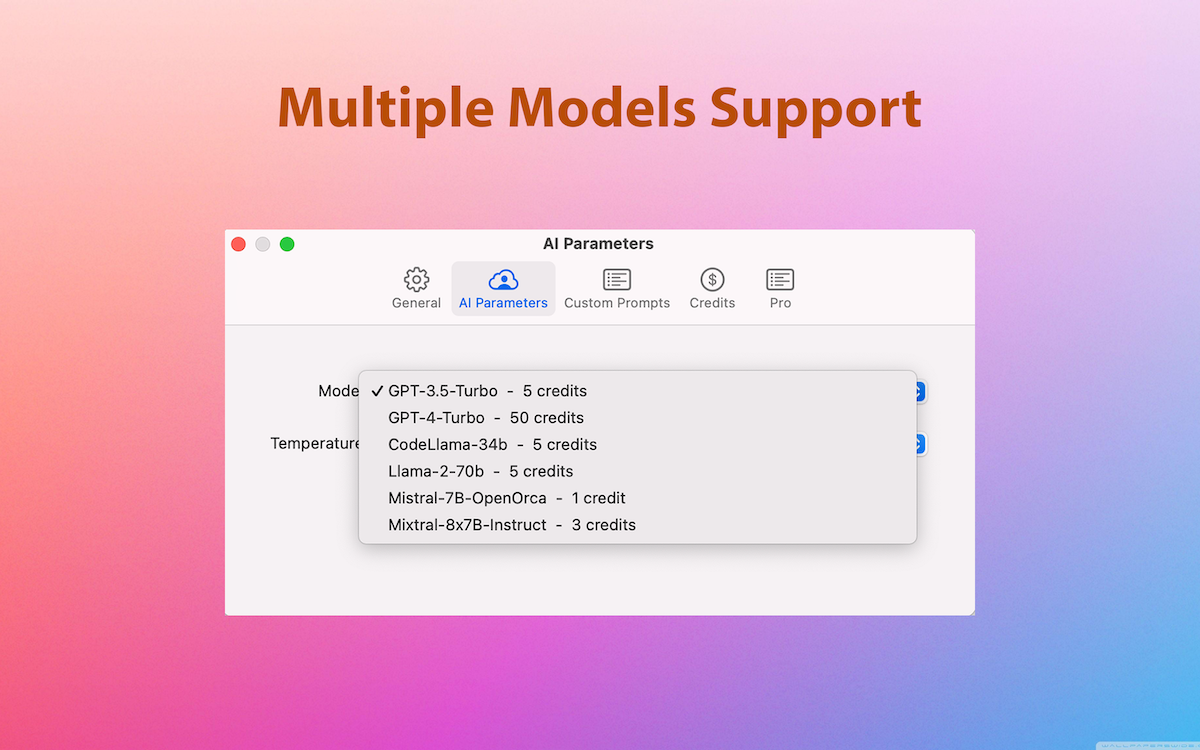 Multiple Models Support
AI Parameters
General AI Parameters Custom Prompts Credits Pro
Mode ✓ GPT-3.5-Turbo - 5 credits
GPT-4-Turbo - 50 credits
CodeLlama-34b - 5 credits
Temperature
Llama-2-70b - 5 credits
Mistral-7B-OpenOrca - 1 credit
Mixtral-8x7B-Instruct - 3 credits